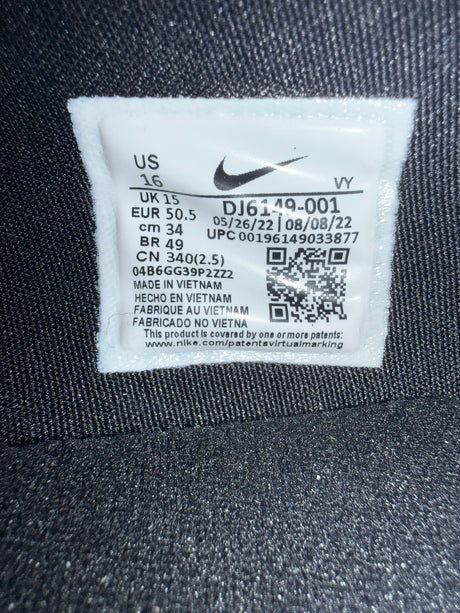 US
16 VY
UK 15 DJ6149-001
EUR 50.5 05/26/22 | 08/08/22
cm 34 UPC 00196149033877
BR 49
CN 340(2.5)
04B6GG39P2ZZ2
MADE IN VIETNAM
HECHO EN VIETNAM
FABRIQUE AU VIETNAM
FABRICADO NO VIETNA
This product is covered by one or more patents:
www.nike.com/patentsvirtualmarking